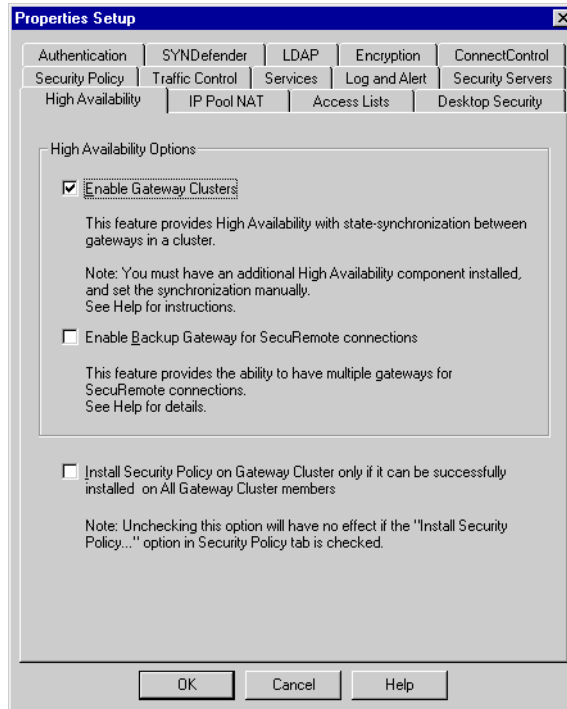 Properties Setup
Authentication SYNDefender LDAP Encryption ConnectControl
Security Policy Traffic Control Services Log and Alert Security Servers
High Availability IP Pool NAT Access Lists Desktop Security
High Availability Options
Enable Gateway Clusters
This feature provides High Availability with state-synchronization between
gateways in a cluster.
Note: You must have an additional High Availability component installed,
and set the synchronization manually.
See Help for instructions.
Enable Backup Gateway for SecuRemote connections
This feature provides the ability to have multiple gateways for
SecuRemote connections.
See Help for details.
Install Security Policy on Gateway Cluster only if it can be successfully
installed on All Gateway Cluster members
Note: Unchecking this option will have no effect if the "Install Security
Policy..." option in Security Policy tab is checked.
OK Cancel Help